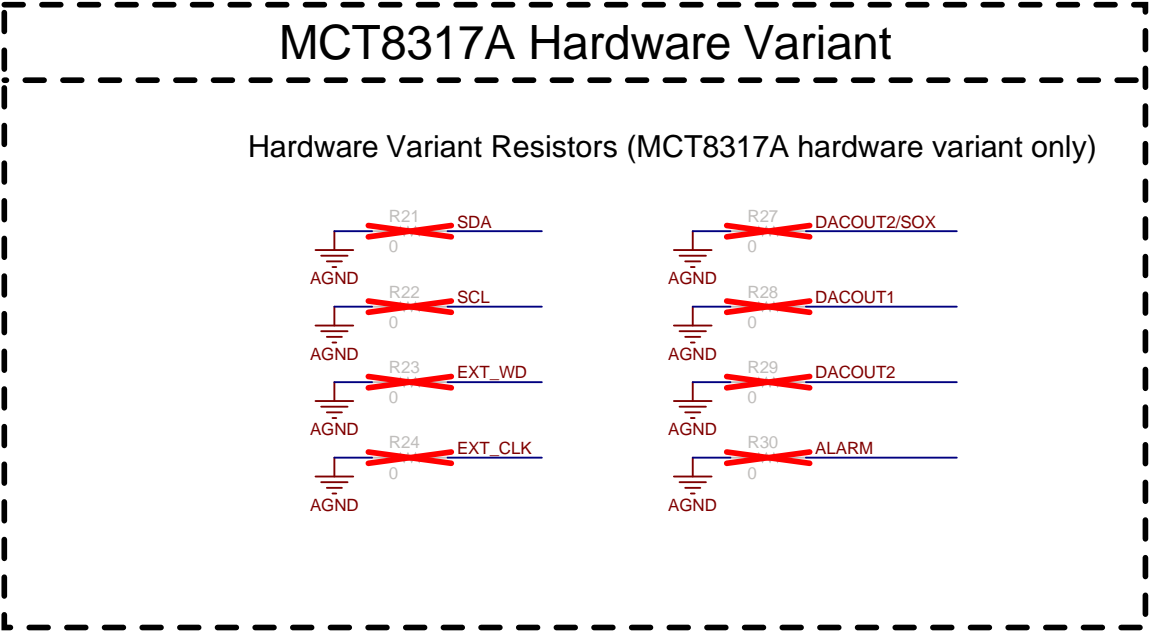 MCT8317A Hardware Variant
Hardware Variant Resistors (MCT8317A hardware variant only)
R21
SDA
0
AGND
R22
SCL
0
AGND
R23
EXT_WD
0
AGND
R24
EXT_CLK
0
AGND
R27
DACOUT2/SOX
0
AGND
R28
DACOUT1
0
AGND
R29
DACOUT2
0
AGND
R30
ALARM
0
AGND